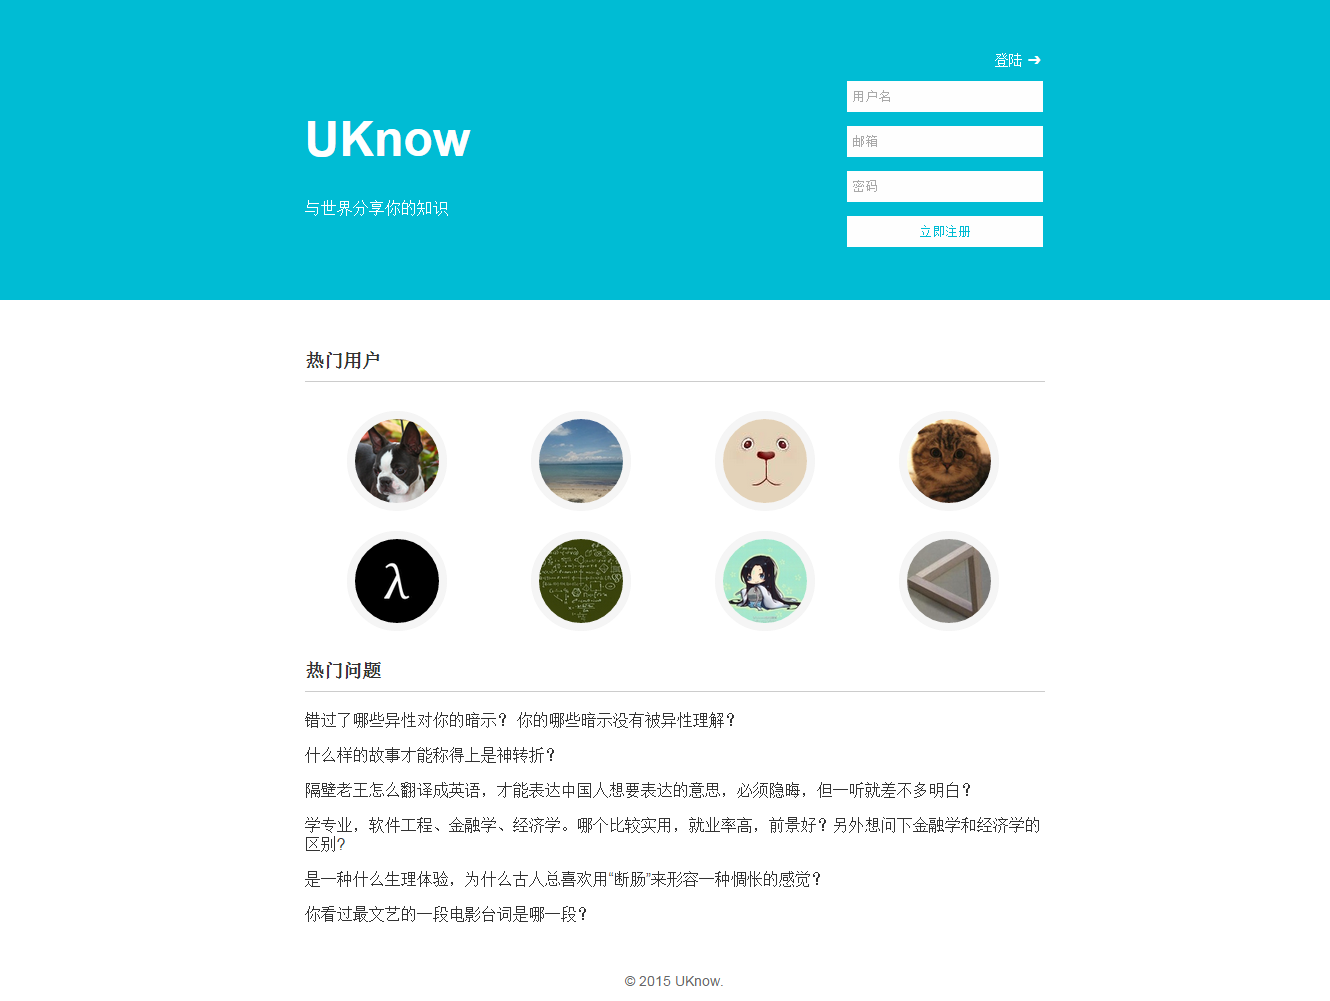 登陆 ➔
用户名
UKnow
邮箱
密码
与世界分享你的知识
立即注册
热门用户
λ
热门问题
错过了哪些异性对你的暗示？ 你的哪些暗示没有被异性理解？
什么样的故事才能称得上是神转折？
隔壁老王怎么翻译成英语，才能表达中国人想要表达的意思，必须隐晦，但一听就差不多明白？
学专业，软件工程、金融学、经济学。哪个比较实用，就业率高，前景好？另外想问下金融学和经济学的
区别?
是一种什么生理体验，为什么古人总喜欢用“断肠”来形容一种惆怅的感觉？
你看过最文艺的一段电影台词是哪一段？
© 2015 UKnow.